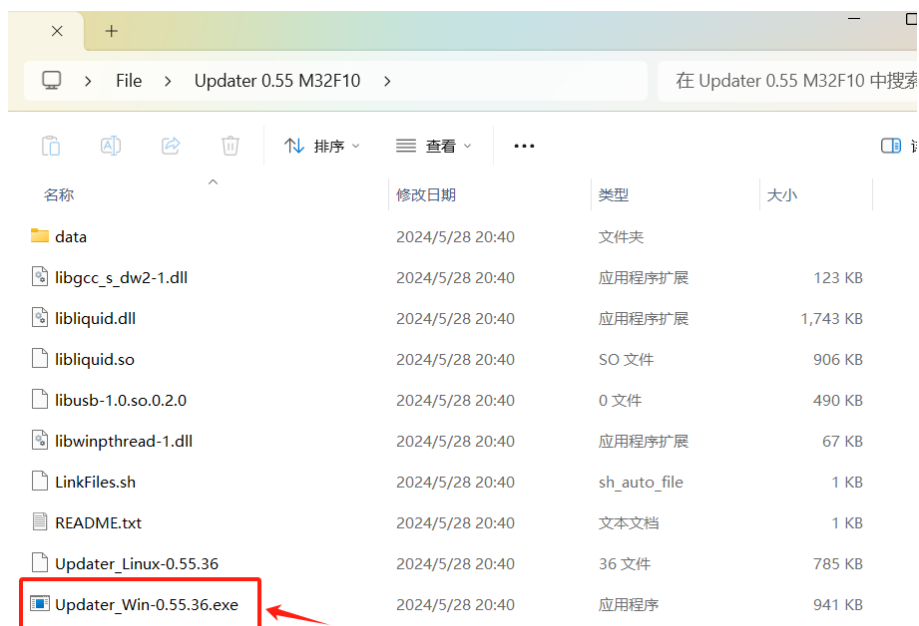 File Updater 0.55 M32F10 在 Updater 0.55 M32F10 中搜索
排序 查看
名称 修改日期 类型 大小
data 2024/5/28 20:40 文件夹
libgcc_s_dw2-1.dll 2024/5/28 20:40 应用程序扩展 123 KB
libliquid.dll 2024/5/28 20:40 应用程序扩展 1,743 KB
libliquid.so 2024/5/28 20:40 SO 文件 906 KB
libusb-1.0.so.0.2.0 2024/5/28 20:40 0 文件 490 KB
libwinpthread-1.dll 2024/5/28 20:40 应用程序扩展 67 KB
LinkFiles.sh 2024/5/28 20:40 sh_auto_file 1 KB
README.txt 2024/5/28 20:40 文本文档 1 KB
Updater_Linux-0.55.36 2024/5/28 20:40 36 文件 785 KB
Updater_Win-0.55.36.exe 2024/5/28 20:40 应用程序 941 KB